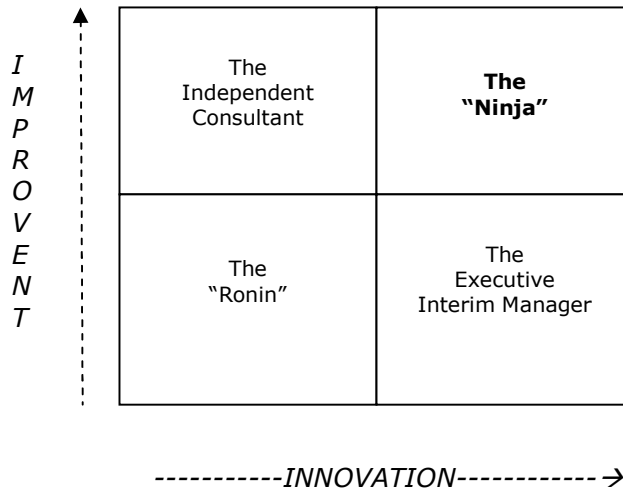 I
M
P
R
O
V
E
N
T
The
Independent
Consultant
The
“Ninja”
The
“Ronin”
The
Executive
Interim Manager
-----------INNOVATION-----------→